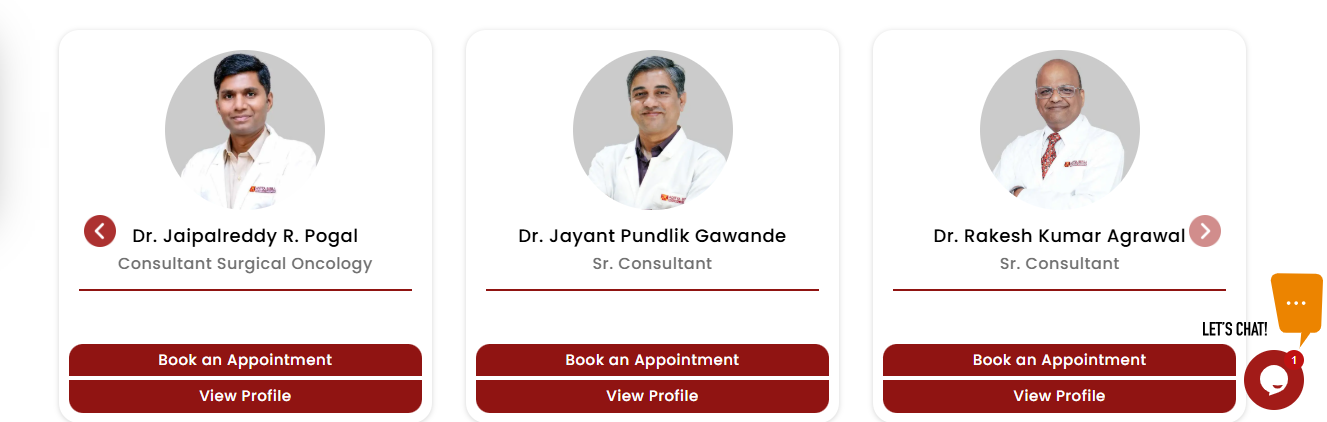 Dr. Jaipalreddy R. Pogal
Consultant Surgical Oncology
Book an Appointment
View Profile
Dr. Jayant Pundlik Gawande
Sr. Consultant
Book an Appointment
View Profile
Dr. Rakesh Kumar Agrawal
Sr. Consultant
Book an Appointment
View Profile
LET'S CHAT!
1